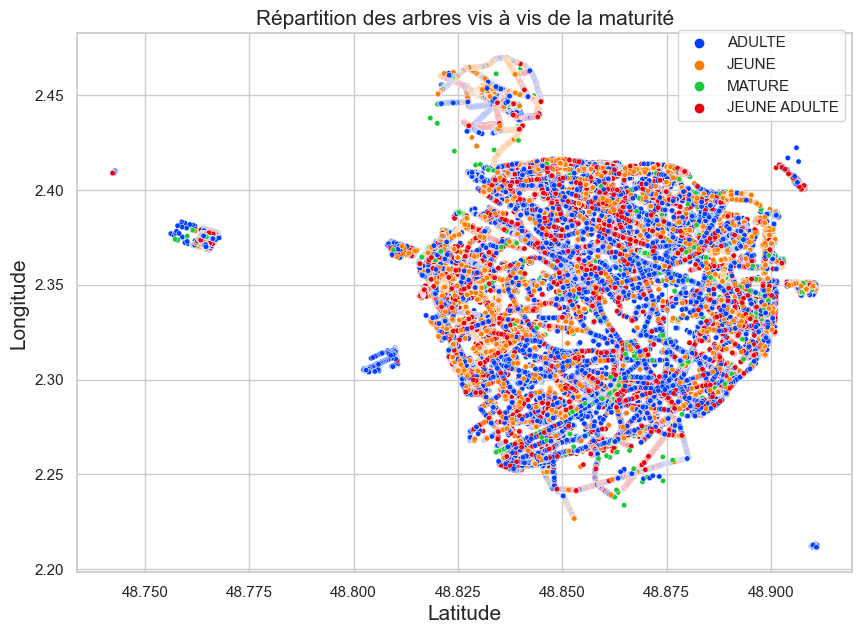 Répartition des arbres vis à vis de la maturité
ADULTE
JEUNE
MATURE
JEUNE ADULTE
Longitude
2.45
2.40
2.35
2.30
2.25
2.20
48.750 48.775 48.800 48.825 48.850 48.875 48.900
Latitude